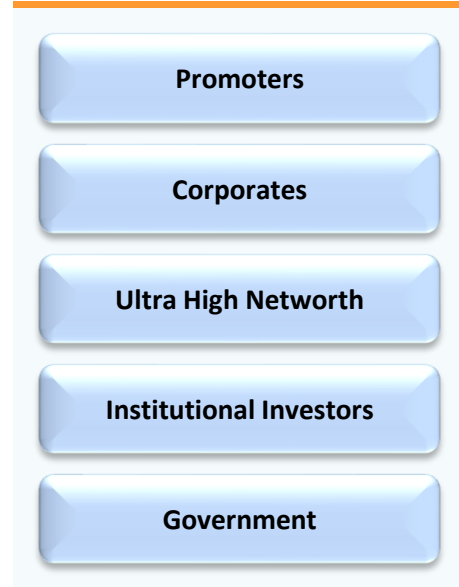 Promoters
Corporates
Ultra High Networth
Institutional Investors
Government